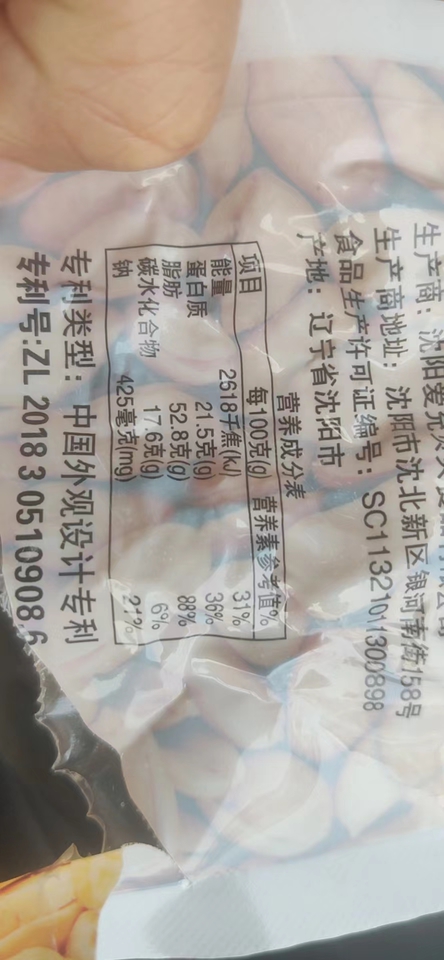 生产商：沈阳爱
生产商地址：沈阳市沈北新区银河南街158号
食品生产许可证编号：SC11321011300898
产地：辽宁省沈阳市
营养成分表
项目 每100克(g) 营养素参考值%
能量 2618千焦(kJ) 31%
蛋白质 21.5克(g) 36%
脂肪 52.8克(g) 88%
碳水化合物 17.6克(g) 6%
钠 425毫克(mg) 21%
专利类型：中国外观设计专利
专利号:ZL 2018 3 0510908.6